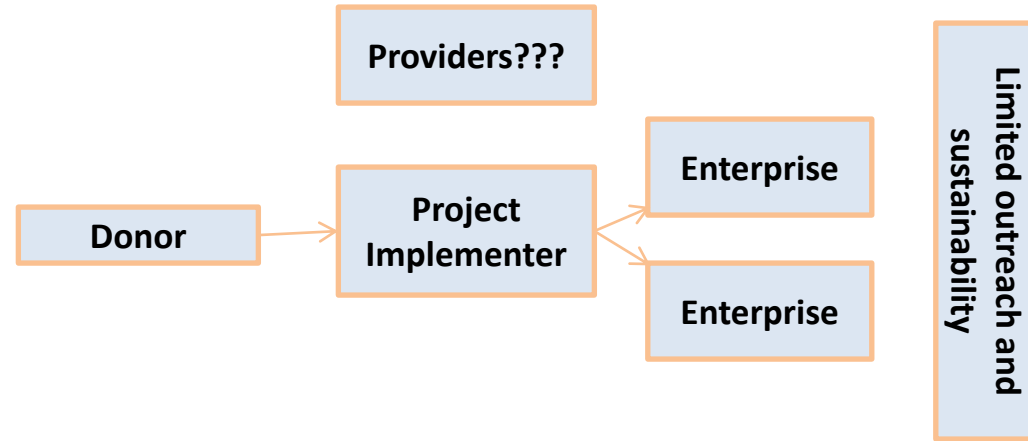 Providers???
Donor
Project
Implementer
Enterprise
Enterprise
Limited outreach and
sustainability